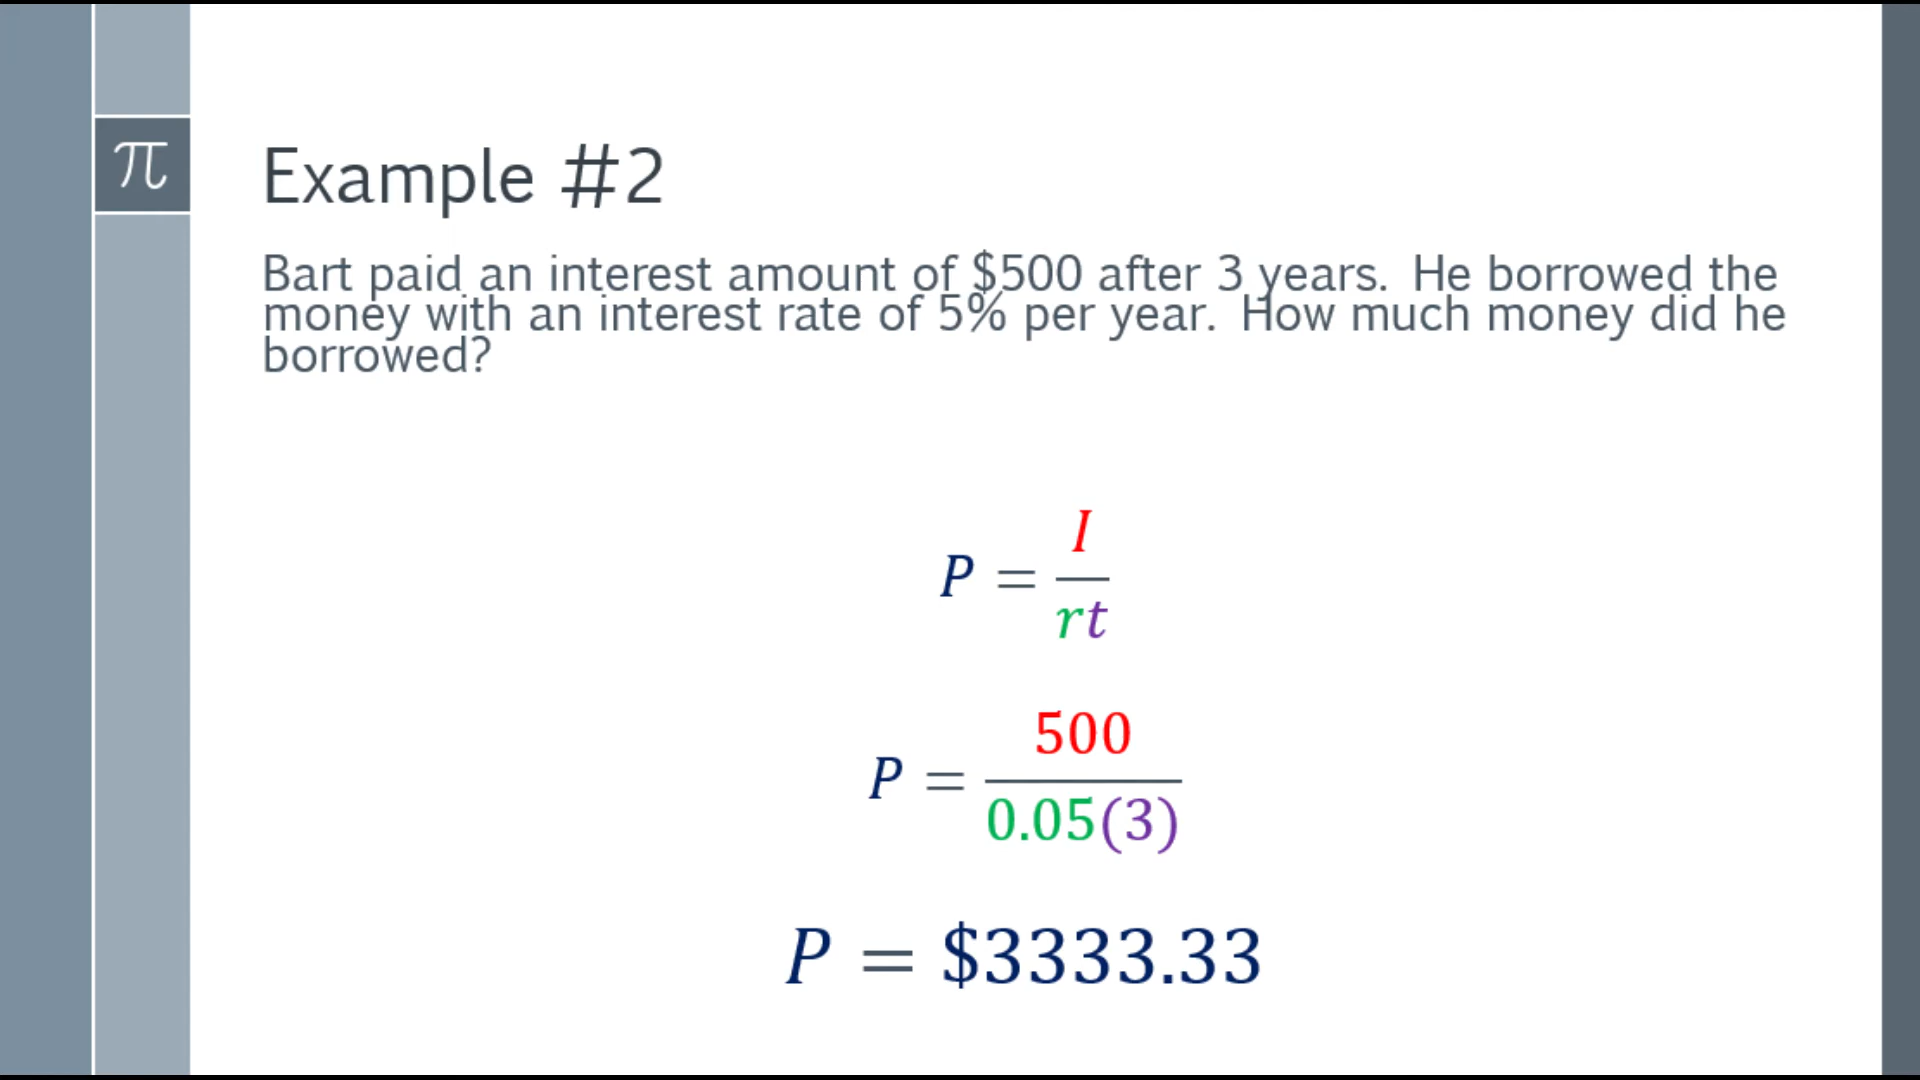 π
Example #2
Bart paid an interest amount of $500 after 3 years. He borrowed the
money with an interest rate of 5% per year. How much money did he
borrowed?
P = I/rt
P = 500/0.05(3)
P = $3333.33